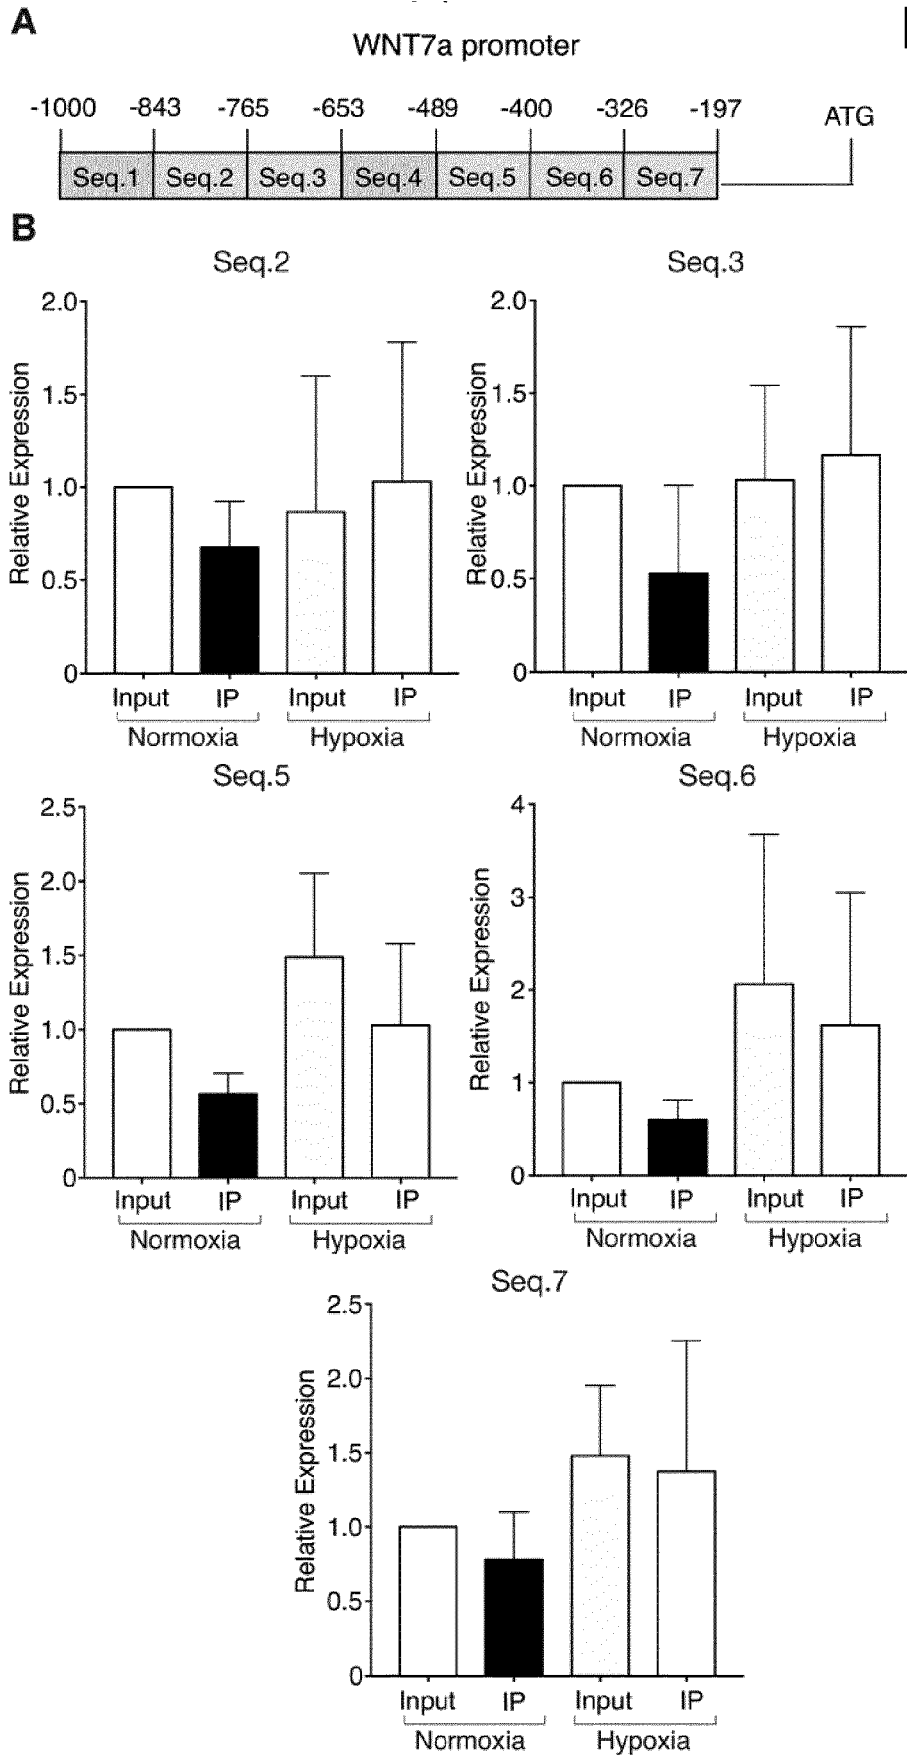 A
WNT7a promoter
-1000 -843 -765 -653 -489 -400 -326 -197 ATG
Seq.1 Seq.2 Seq.3 Seq.4 Seq.5 Seq.6 Seq.7
B
Seq.2
Relative Expression
2.0
1.5
1.0
0.5
0
Input IP Input IP
Normoxia Hypoxia
Seq.3
Relative Expression
2.0
1.5
1.0
0.5
0
Input IP Input IP
Normoxia Hypoxia
Seq.5
Relative Expression
2.5
2.0
1.5
1.0
0.5
0
Input IP Input IP
Normoxia Hypoxia
Seq.6
Relative Expression
4
3
2
1
0
Input IP Input IP
Normoxia Hypoxia
Seq.7
Relative Expression
2.5
2.0
1.5
1.0
0.5
0
Input IP Input IP
Normoxia Hypoxia